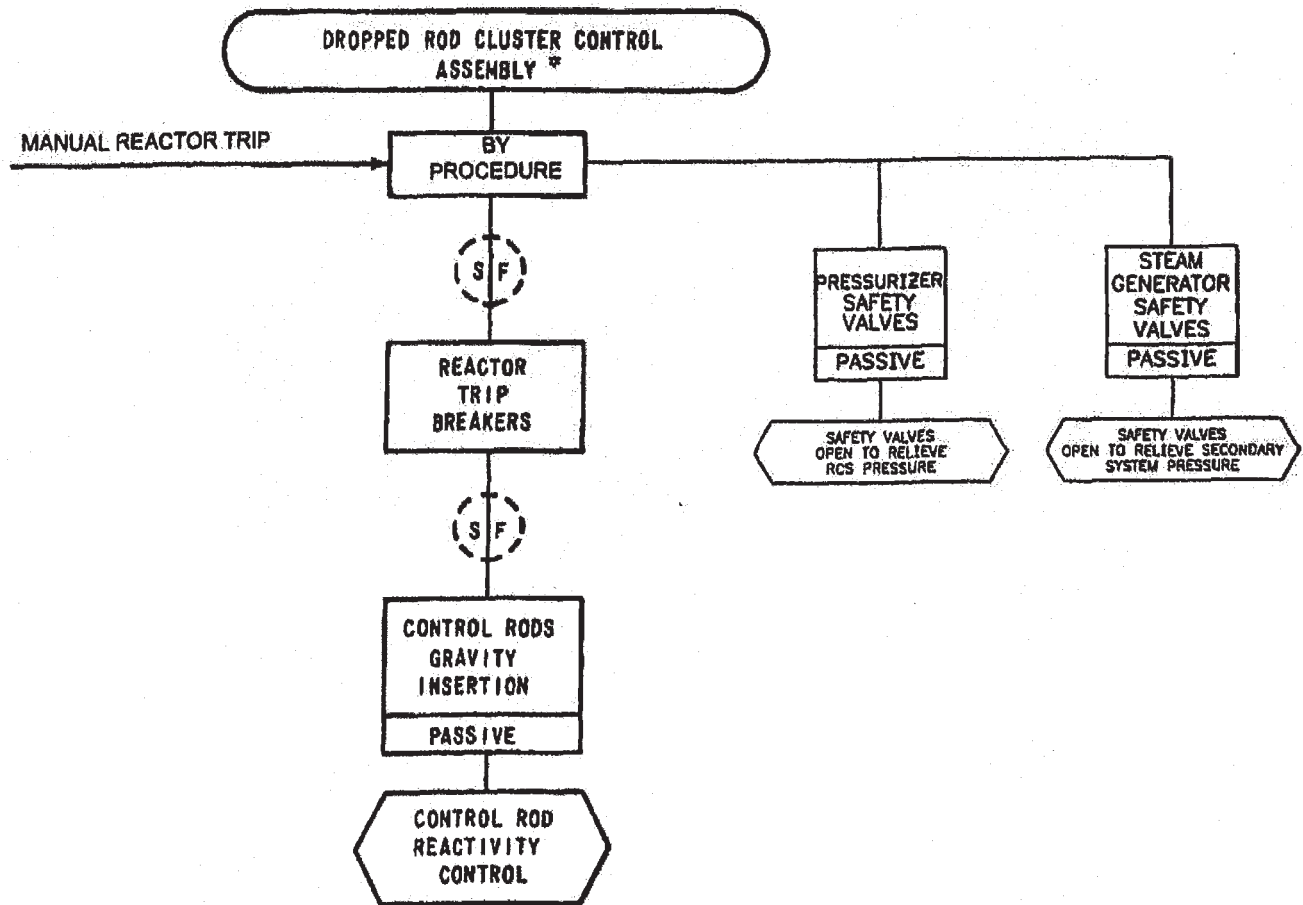 DROPPED ROD CLUSTER CONTROL
ASSEMBLY *
MANUAL REACTOR TRIP
BY
PROCEDURE
S F
REACTOR
TRIP
BREAKERS
S F
CONTROL RODS
GRAVITY
INSERTION
PASSIVE
CONTROL ROD
REACTIVITY
CONTROL
PRESSURIZER
SAFETY
VALVES
PASSIVE
SAFETY VALVES
OPEN TO RELIEVE
RCS PRESSURE
STEAM
GENERATOR
SAFETY
VALVES
PASSIVE
SAFETY VALVES
OPEN TO RELIEVE SECONDARY
SYSTEM PRESSURE